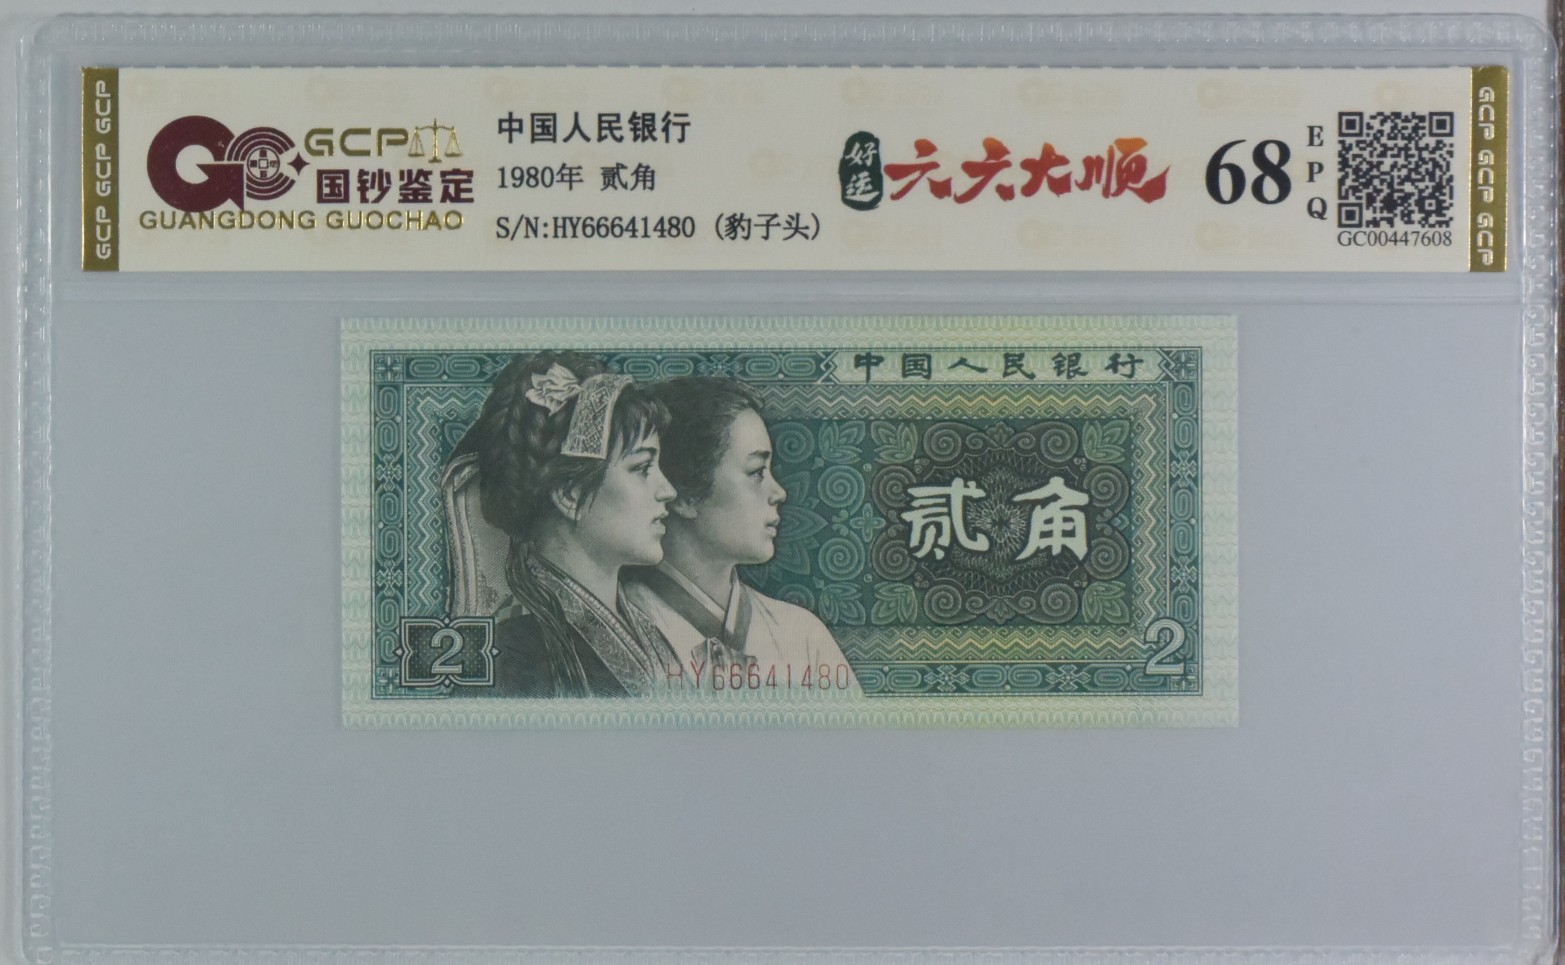 GCP GCP GCP
GCP
国钞鉴定
GUANGDONG GUOCHAO
中国人民银行
1980年 贰角
S/N:HY66641480 (豹子头)
好运
六六大顺
68
EPQ
GC00447608
GCP GCP GCP
中国人民银行
贰角
2
2
HY66641480